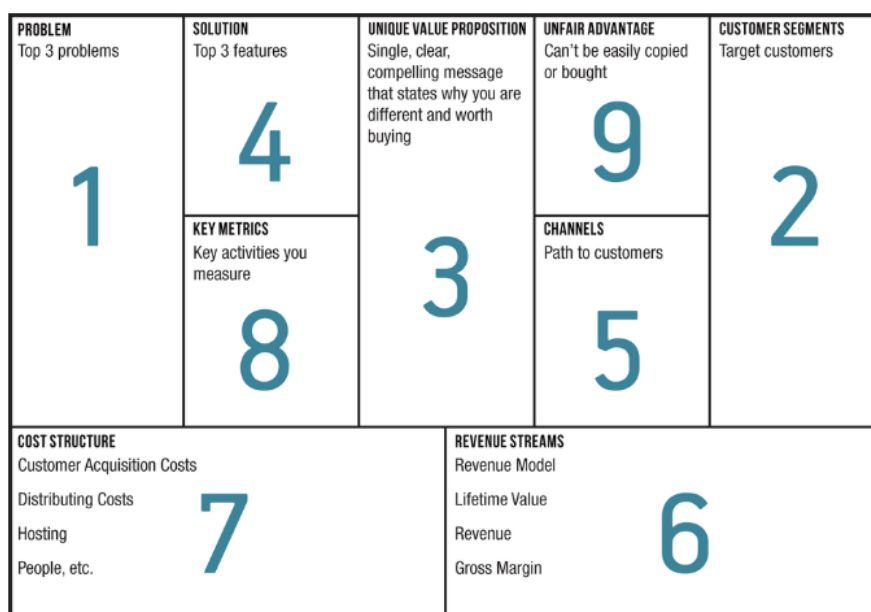 PROBLEM
Top 3 problems
1
SOLUTION
Top 3 features
4
KEY METRICS
Key activities you
measure
8
UNIQUE VALUE PROPOSITION
Single, clear,
compelling message
that states why you are
different and worth
buying
3
UNFAIR ADVANTAGE
Can't be easily copied
or bought
9
CHANNELS
Path to customers
5
CUSTOMER SEGMENTS
Target customers
2
COST STRUCTURE
Customer Acquisition Costs
Distributing Costs
Hosting
People, etc.
7
REVENUE STREAMS
Revenue Model
Lifetime Value
Revenue
Gross Margin
6